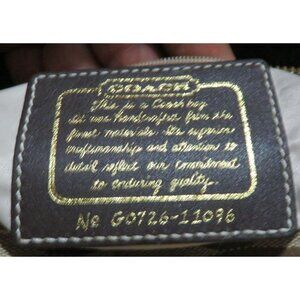 COACH
This is a Coach bag.
It was handcrafted from the
finest materials. Its superior
craftsmanship and attention to
detail reflect our commitment
to enduring quality.
No G0726-11096